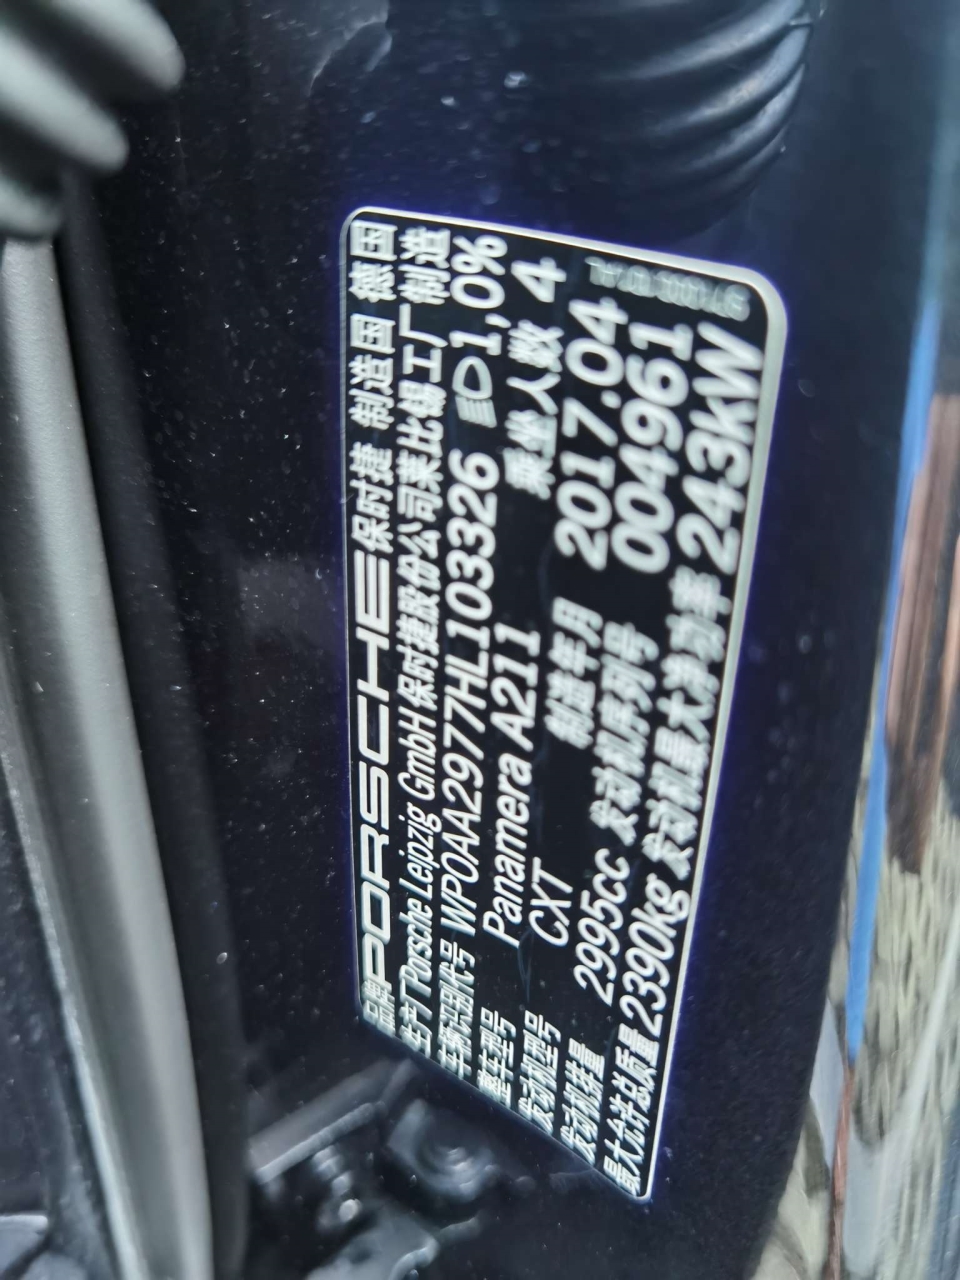 品牌 PORSCHE 保时捷 制造国 德国
生产厂 Porsche Leipzig GmbH 保时捷股份公司莱比锡工厂制造
车辆识别代号 WP0AA2977HL103326 1,0%
整车型号 Panamera A211 乘坐人数 4
发动机型号 CXT 制造年月 2017.04
发动机排量 2995cc 发动机序列号 004961
最大允许总质量 2390kg 发动机最大净功率 243kW